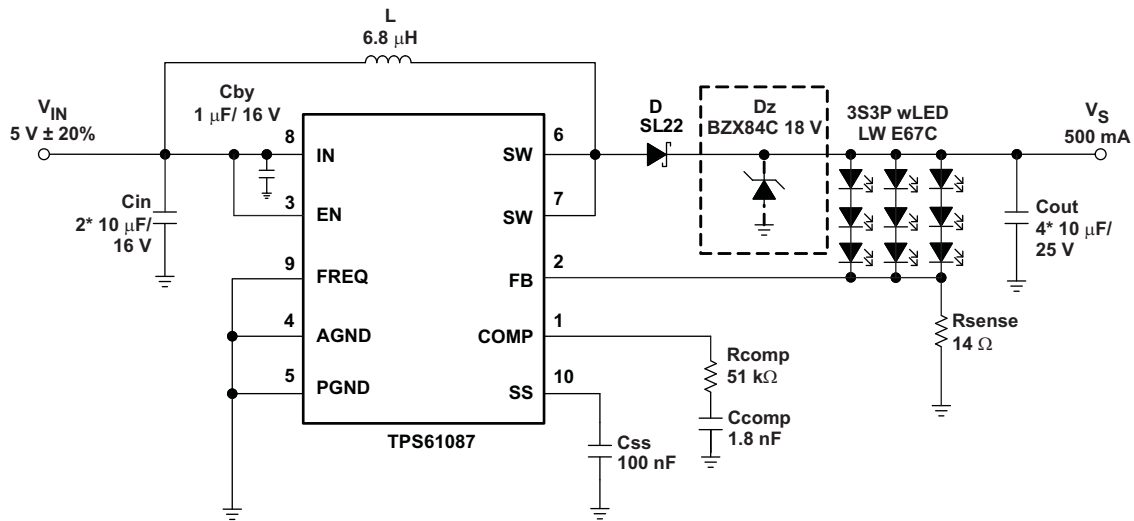 L
6.8 μH
Cby
1 μF/ 16 V
VIN
5 V ± 20%
Cin
2* 10 μF/
16 V
8
IN
3
EN
9
FREQ
4
AGND
5
PGND
6
SW
7
SW
2
FB
1
COMP
10
SS
TPS61087
D
SL22
Dz
BZX84C 18 V
3S3P wLED
LW E67C
VS
500 mA
Cout
4* 10 μF/
25 V
Rsense
14 Ω
Rcomp
51 kΩ
Ccomp
1.8 nF
Css
100 nF